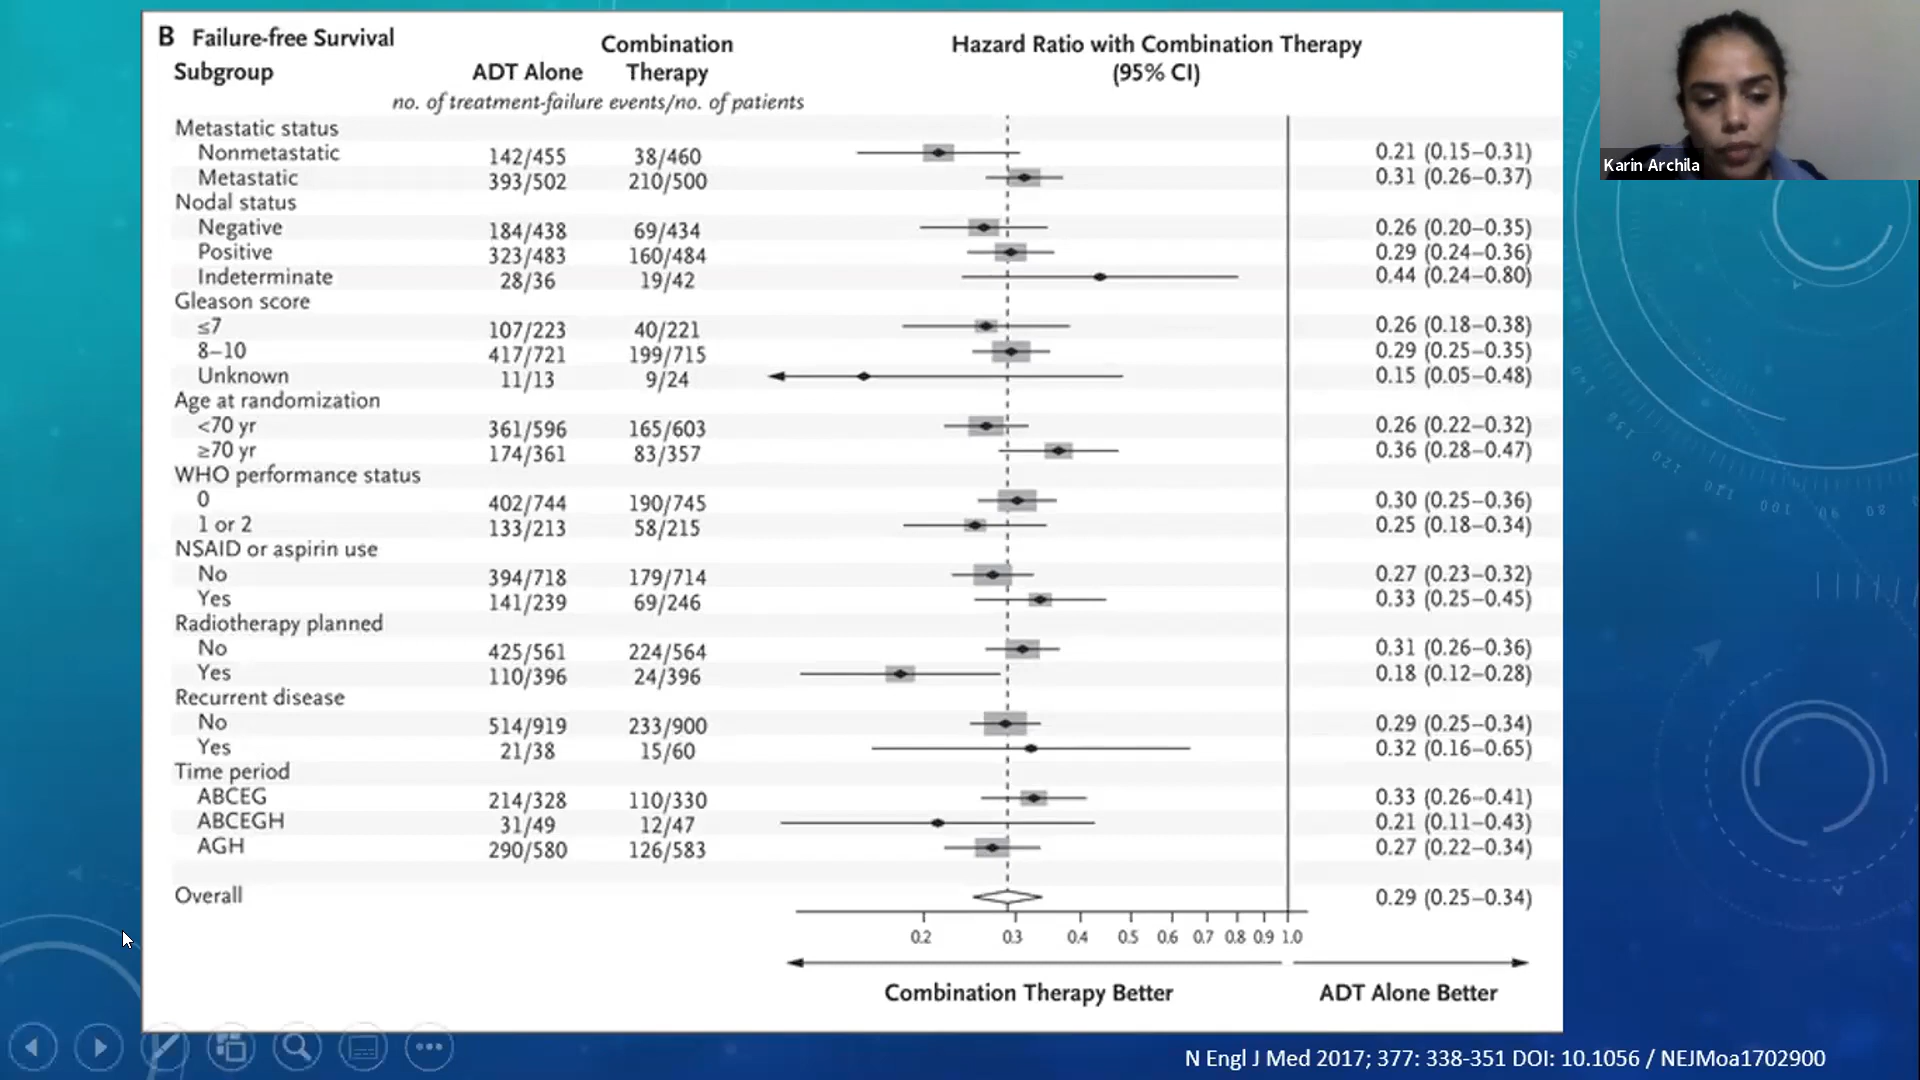 B Failure-free Survival
Subgroup ADT Alone Combination Therapy Hazard Ratio with Combination Therapy (95% CI)
no. of treatment-failure events/no. of patients
Metastatic status
Nonmetastatic 142/455 38/460 0.21 (0.15–0.31)
Metastatic 393/502 210/500 0.31 (0.26–0.37)
Nodal status
Negative 184/438 69/434 0.26 (0.20–0.35)
Positive 323/483 160/484 0.29 (0.24–0.36)
Indeterminate 28/36 19/42 0.44 (0.24–0.80)
Gleason score
≤7 107/223 40/221 0.26 (0.18–0.38)
8–10 417/721 199/715 0.29 (0.25–0.35)
Unknown 11/13 9/24 0.15 (0.05–0.48)
Age at randomization
<70 yr 361/596 165/603 0.26 (0.22–0.32)
≥70 yr 174/361 83/357 0.36 (0.28–0.47)
WHO performance status
0 402/744 190/745 0.30 (0.25–0.36)
1 or 2 133/213 58/215 0.25 (0.18–0.34)
NSAID or aspirin use
No 394/718 179/714 0.27 (0.23–0.32)
Yes 141/239 69/246 0.33 (0.25–0.45)
Radiotherapy planned
No 425/561 224/564 0.31 (0.26–0.36)
Yes 110/396 24/396 0.18 (0.12–0.28)
Recurrent disease
No 514/919 233/900 0.29 (0.25–0.34)
Yes 21/38 15/60 0.32 (0.16–0.65)
Time period
ABCEG 214/328 110/330 0.33 (0.26–0.41)
ABCEGH 31/49 12/47 0.21 (0.11–0.43)
AGH 290/580 126/583 0.27 (0.22–0.34)
Overall 0.29 (0.25–0.34)
0.2 0.3 0.4 0.5 0.6 0.7 0.8 0.9 1.0
Combination Therapy Better ADT Alone Better
N Engl J Med 2017; 377: 338-351 DOI: 10.1056 / NEJMoa1702900
Karin Archila